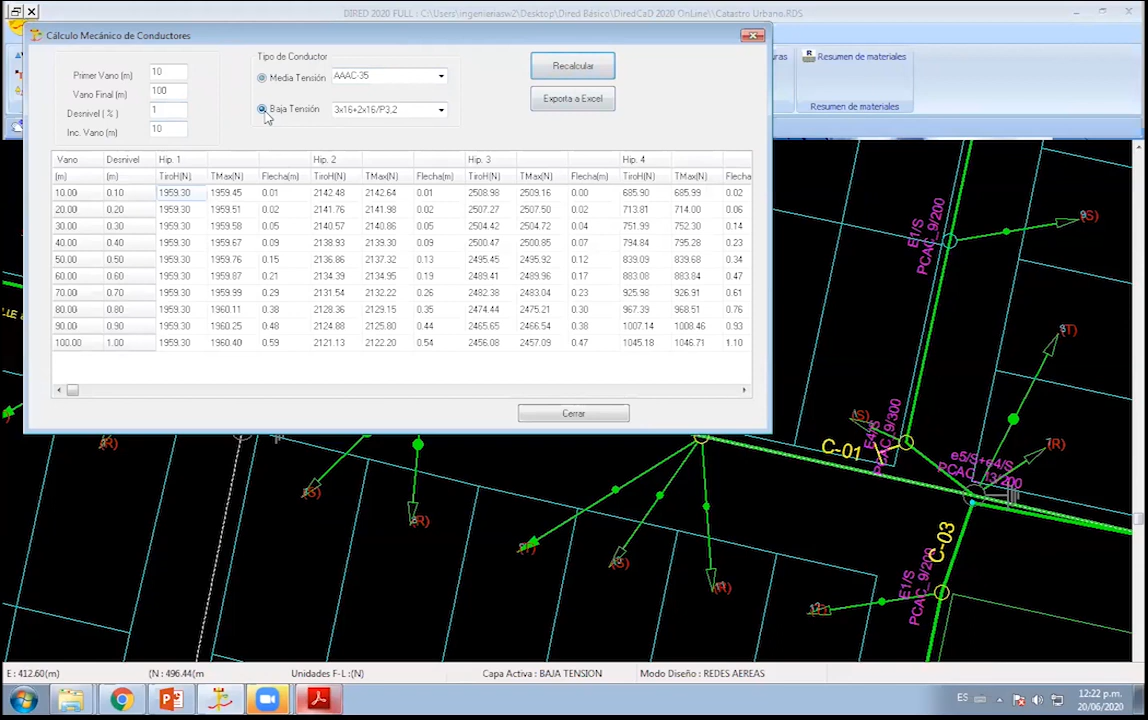 DIRED 2020 FULL : C:\Users\ingenieriasw2\Desktop\Dired Básico\DiredCaD 2020 OnLine\\Catastro Urbano.RDS
Cálculo Mecánico de Conductores
Primer Vano (m) 10
Vano Final (m) 100
Desnivel ( % ) 1
Inc. Vano (m) 10
Tipo de Conductor
Media Tensión AAAC-35
Baja Tensión 3x16+2x16/P3,2
Recalcular
Exporta a Excel
Resumen de materiales
Resumen de materiales
Vano Desnivel Hip. 1 Hip. 2 Hip. 3 Hip. 4
(m) (m) TiroH(N) TMax(N) Flecha(m) TiroH(N) TMax(N) Flecha(m) TiroH(N) TMax(N) Flecha(m) TiroH(N) TMax(N) Flecha
10.00 0.10 1959.30 1959.45 0.01 2142.48 2142.64 0.01 2508.98 2509.16 0.00 685.90 685.99 0.02
20.00 0.20 1959.30 1959.51 0.02 2141.76 2141.98 0.02 2507.27 2507.50 0.02 713.81 714.00 0.06
30.00 0.30 1959.30 1959.58 0.05 2140.57 2140.86 0.05 2504.42 2504.72 0.04 751.99 752.30 0.14
40.00 0.40 1959.30 1959.67 0.09 2138.93 2139.30 0.09 2500.47 2500.85 0.07 794.84 795.28 0.23
50.00 0.50 1959.30 1959.76 0.15 2136.86 2137.32 0.13 2495.45 2495.92 0.12 839.09 839.68 0.34
60.00 0.60 1959.30 1959.87 0.21 2134.39 2134.95 0.19 2489.41 2489.96 0.17 883.08 883.84 0.47
70.00 0.70 1959.30 1959.99 0.29 2131.54 2132.22 0.26 2482.38 2483.04 0.23 925.98 926.91 0.61
80.00 0.80 1959.30 1960.11 0.38 2128.36 2129.15 0.35 2474.44 2475.21 0.30 967.39 968.51 0.76
90.00 0.90 1959.30 1960.25 0.48 2124.88 2125.80 0.44 2465.65 2466.54 0.38 1007.14 1008.46 0.93
100.00 1.00 1959.30 1960.40 0.59 2121.13 2122.20 0.54 2456.08 2457.09 0.47 1045.18 1046.71 1.10
Cerrar
E1/S
PCAC_9/200
(S)
(T)
(S)
E4/S
PCAC_9/300
C-01
(R)
e5/S+e4/S
PCAC_13/200
(R)
(S)
(R)
(S)
(R)
C-03
E1/S
PCAC_9/200
E : 412.60(m) (N : 496.44(m Unidades F-L :(N) Capa Activa : BAJA TENSION Modo Diseño : REDES AEREAS
ES
12:22 p.m.
20/06/2020